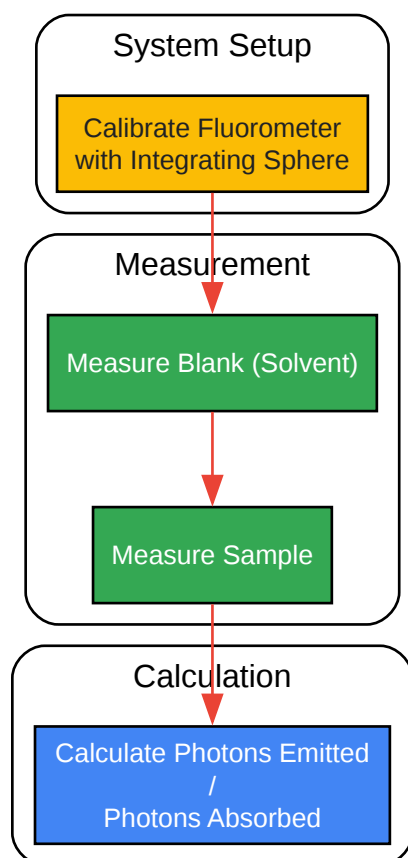 System Setup
Calibrate Fluorometer
with Integrating Sphere
Measurement
Measure Blank (Solvent)
Measure Sample
Calculation
Calculate Photons Emitted
/
Photons Absorbed